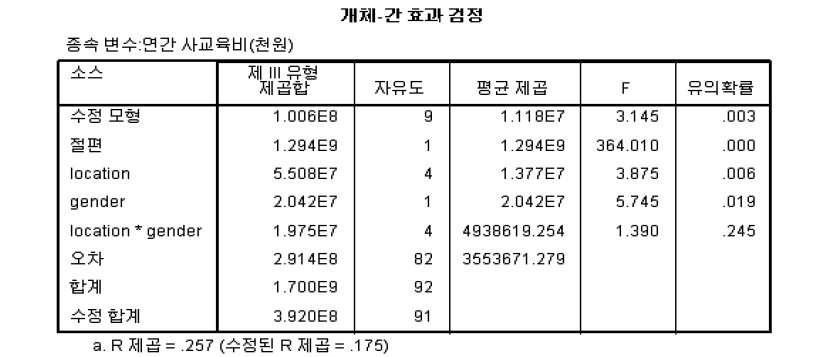 개체-간 효과 검정
종속 변수:연간 사교육비(천원)
소스 제 III 유형 제곱합 자유도 평균 제곱 F 유의확률
수정 모형 1.006E8 9 1.118E7 3.145 .003
절편 1.294E9 1 1.294E9 364.010 .000
location 5.508E7 4 1.377E7 3.875 .006
gender 2.042E7 1 2.042E7 5.745 .019
location * gender 1.975E7 4 4938619.254 1.390 .245
오차 2.914E8 82 3553671.279
합계 1.700E9 92
수정 합계 3.920E8 91
a. R 제곱 = .257 (수정된 R 제곱 = .175)